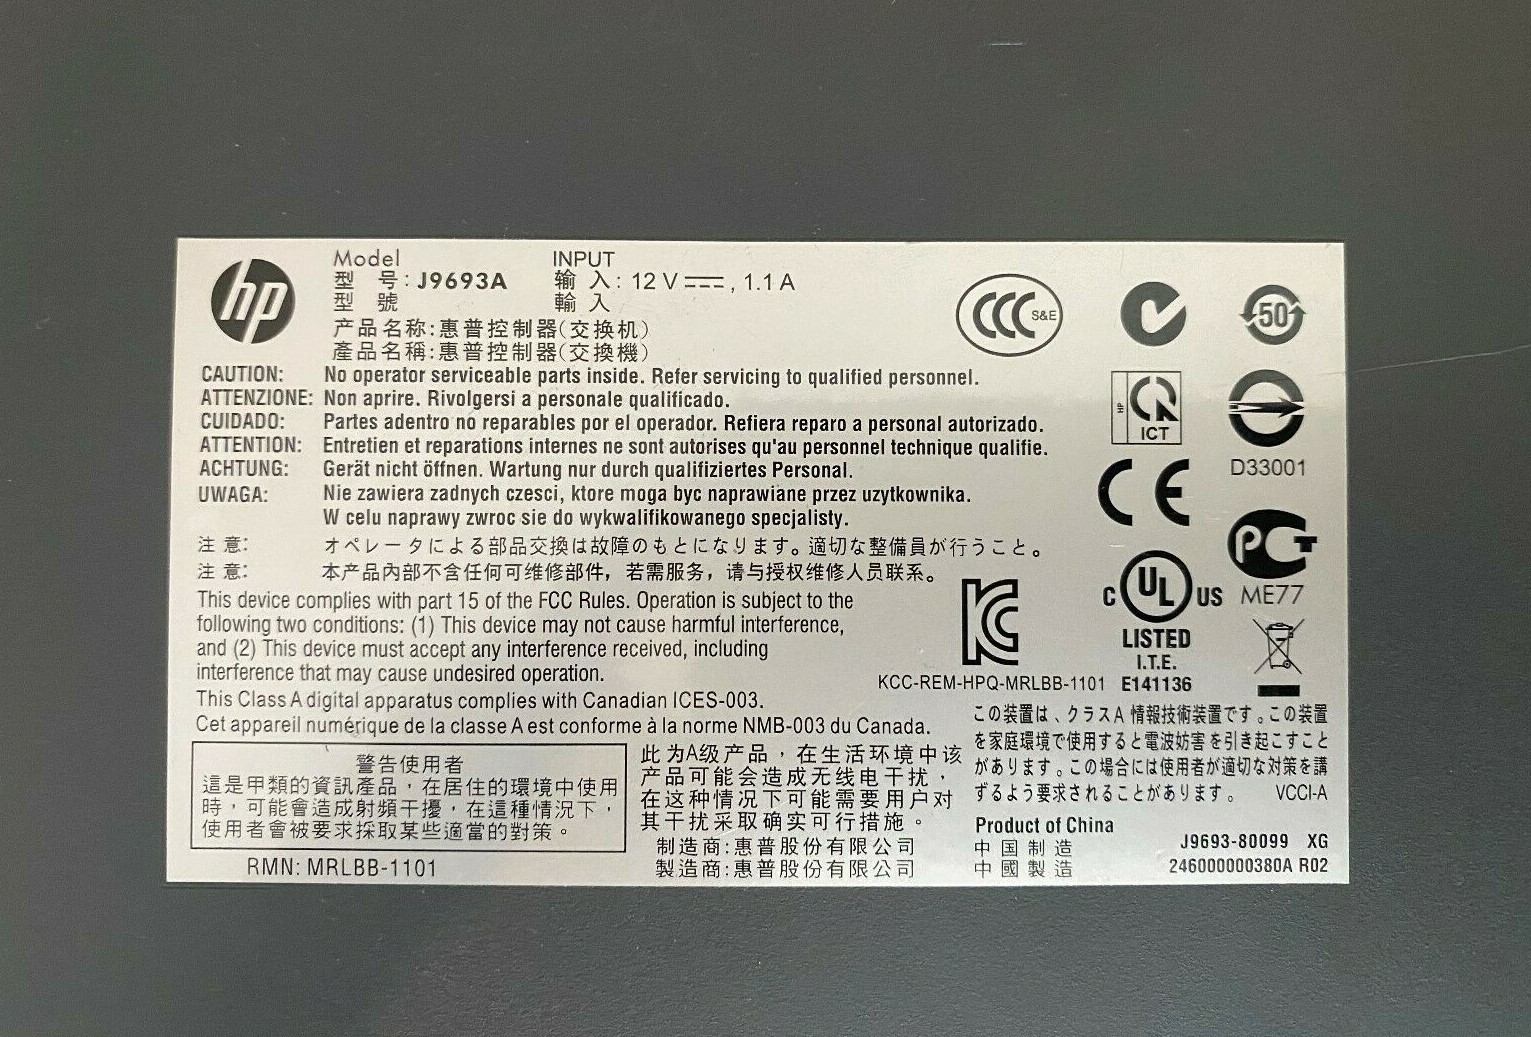 hp
Model
型 号: J9693A
型 號
INPUT
输 入: 12 V ⎓, 1.1 A
輸 入
产品名称:惠普控制器(交换机)
產品名稱:惠普控制器(交換機)
CCC S&E
50
CAUTION: No operator serviceable parts inside. Refer servicing to qualified personnel.
ATTENZIONE: Non aprire. Rivolgersi a personale qualificado.
CUIDADO: Partes adentro no reparables por el operador. Refiera reparo a personal autorizado.
ATTENTION: Entretien et reparations internes ne sont autorises qu'au personnel technique qualifie.
ACHTUNG: Gerät nicht öffnen. Wartung nur durch qualifiziertes Personal.
UWAGA: Nie zawiera zadnych czesci, ktore moga byc naprawiane przez uzytkownika.
W celu naprawy zwroc sie do wykwalifikowanego specjalisty.
注 意: オペレータによる部品交換は故障のもとになります。適切な整備員が行うこと。
注 意: 本产品內部不含任何可维修部件，若需服务，请与授权维修人员联系。
HP
ICT
D33001
CE
PCT
ME77
C UL US
LISTED
I.T.E.
E141136
This device complies with part 15 of the FCC Rules. Operation is subject to the
following two conditions: (1) This device may not cause harmful interference,
and (2) This device must accept any interference received, including
interference that may cause undesired operation.
KC
KCC-REM-HPQ-MRLBB-1101
This Class A digital apparatus complies with Canadian ICES-003.
Cet appareil numérique de la classe A est conforme à la norme NMB-003 du Canada.
警告使用者
這是甲類的資訊產品，在居住的環境中使用
時，可能會造成射頻干擾，在這種情況下，
使用者會被要求採取某些適當的對策。
RMN: MRLBB-1101
此为A级产品，在生活环境中该
产品可能会造成无线电干扰，
在这种情况下可能需要用户对
其干扰采取确实可行措施。
制造商:惠普股份有限公司
製造商:惠普股份有限公司
この装置は、クラスA 情報技術装置です。この装置
を家庭環境で使用すると電波妨害を引き起こすこと
があります。この場合には使用者が適切な対策を講
ずるよう要求されることがあります。 VCCI-A
Product of China
中国制造
中國製造
J9693-80099 XG
246000000380A R02